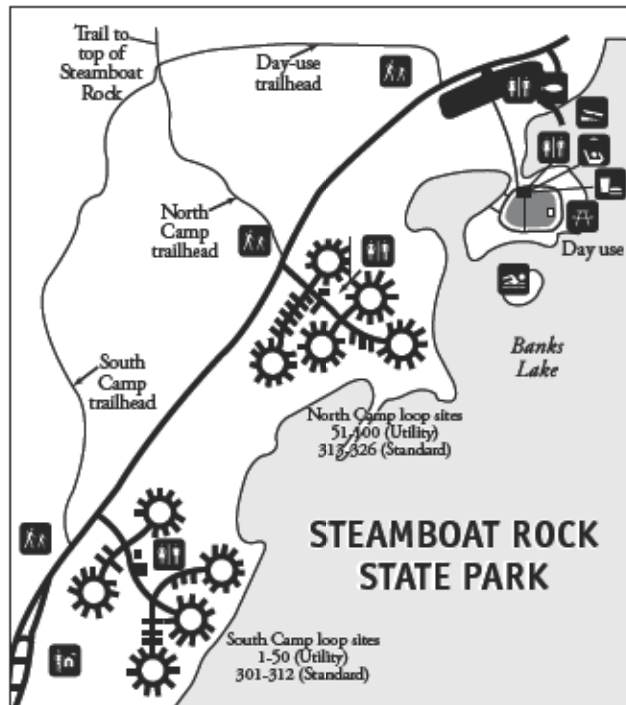 Trail to
top of
Steamboat
Rock
Day-use
trailhead
North
Camp
trailhead
Day use
Banks
Lake
South
Camp
trailhead
North Camp loop sites
51-100 (Utility)
313-326 (Standard)
STEAMBOAT ROCK
STATE PARK
South Camp loop sites
1-50 (Utility)
301-312 (Standard)